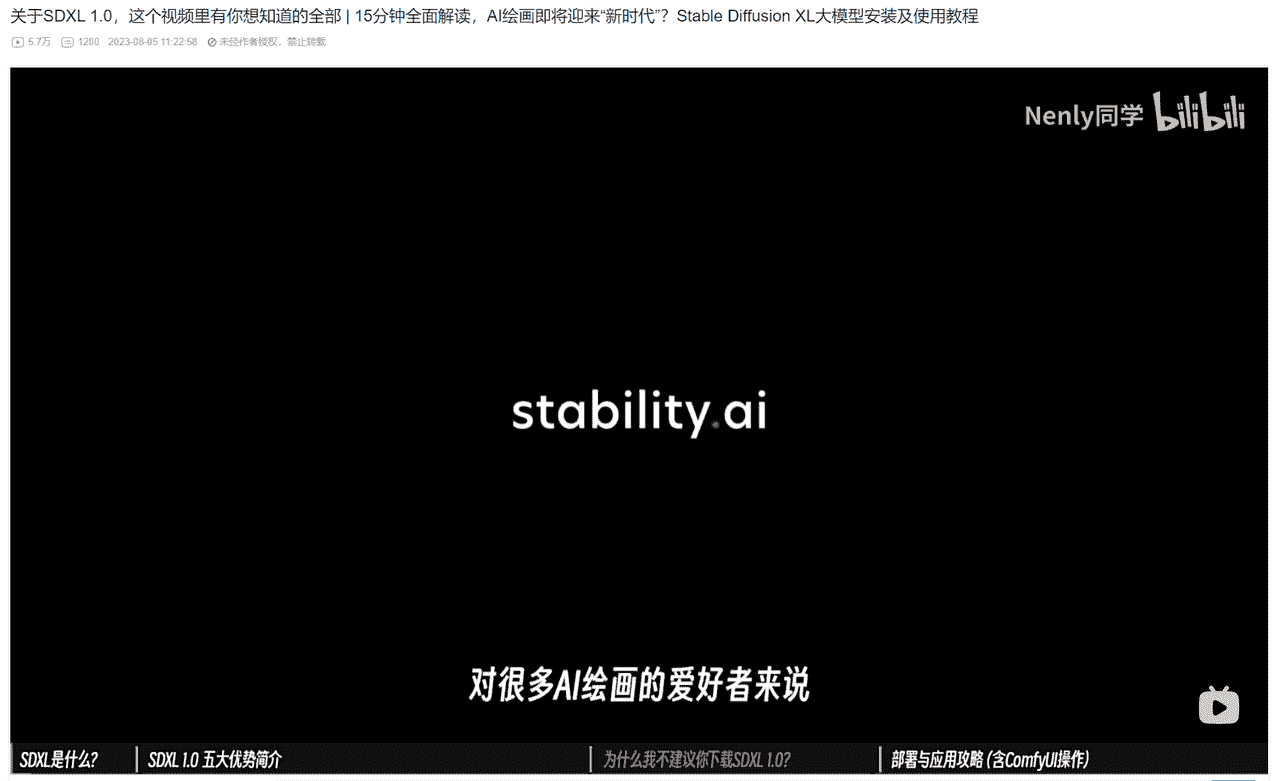 关于SDXL 1.0，这个视频里有你想知道的全部 | 15分钟全面解读，AI绘画即将迎来“新时代”？Stable Diffusion XL大模型安装及使用教程
5.7万 1200 2023-08-05 11:22:58 未经作者授权，禁止转载
Nenly同学 bilibili
stability.ai
对很多AI绘画的爱好者来说
SDXL是什么? SDXL 1.0 五大优势简介 为什么我不建议你下载SDXL 1.0? 部署与应用攻略 (含ComfyUI操作)